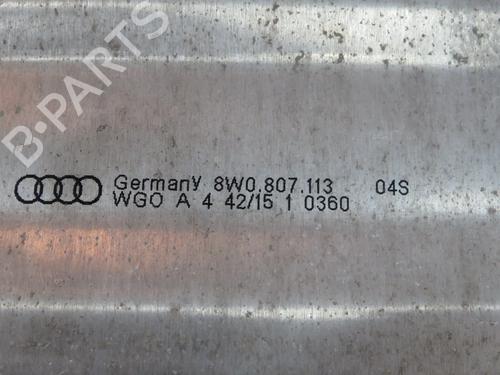 B-PARTS
Germany 8W0.807.113 04S
WGO A 4 42/15 1 0360